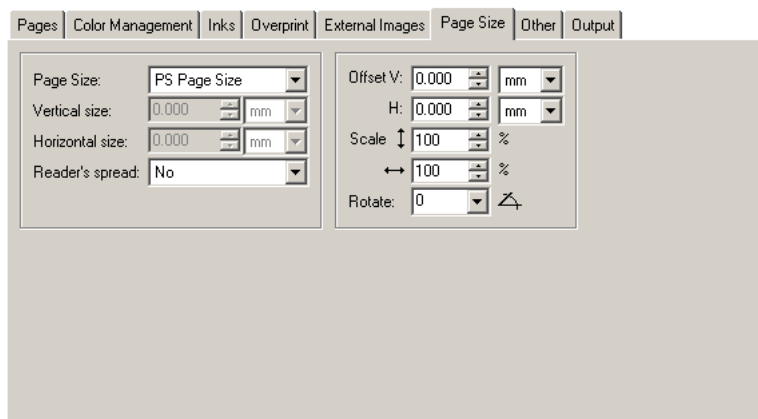 Pages Color Management Inks Overprint External Images Page Size Other Output
Page Size: PS Page Size
Vertical size: 0.000 mm
Horizontal size: 0.000 mm
Reader's spread: No
Offset V: 0.000 mm
H: 0.000 mm
Scale 100 %
100 %
Rotate: 0